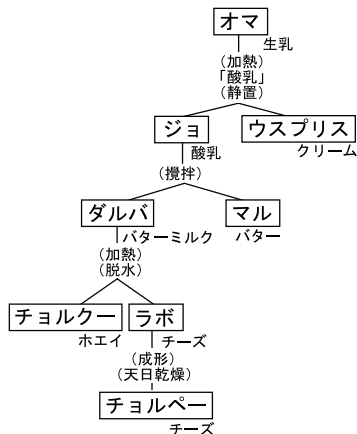 オマ
生乳
(加熱)
「酸乳」
(静置)
ジョ
ウスプリス
酸乳
クリーム
(攪拌)
ダルバ
マル
バターミルク
バター
(加熱)
(脱水)
チョルクー
ラボ
ホエイ
チーズ
(成形)
(天日乾燥)
チョルペー
チーズ